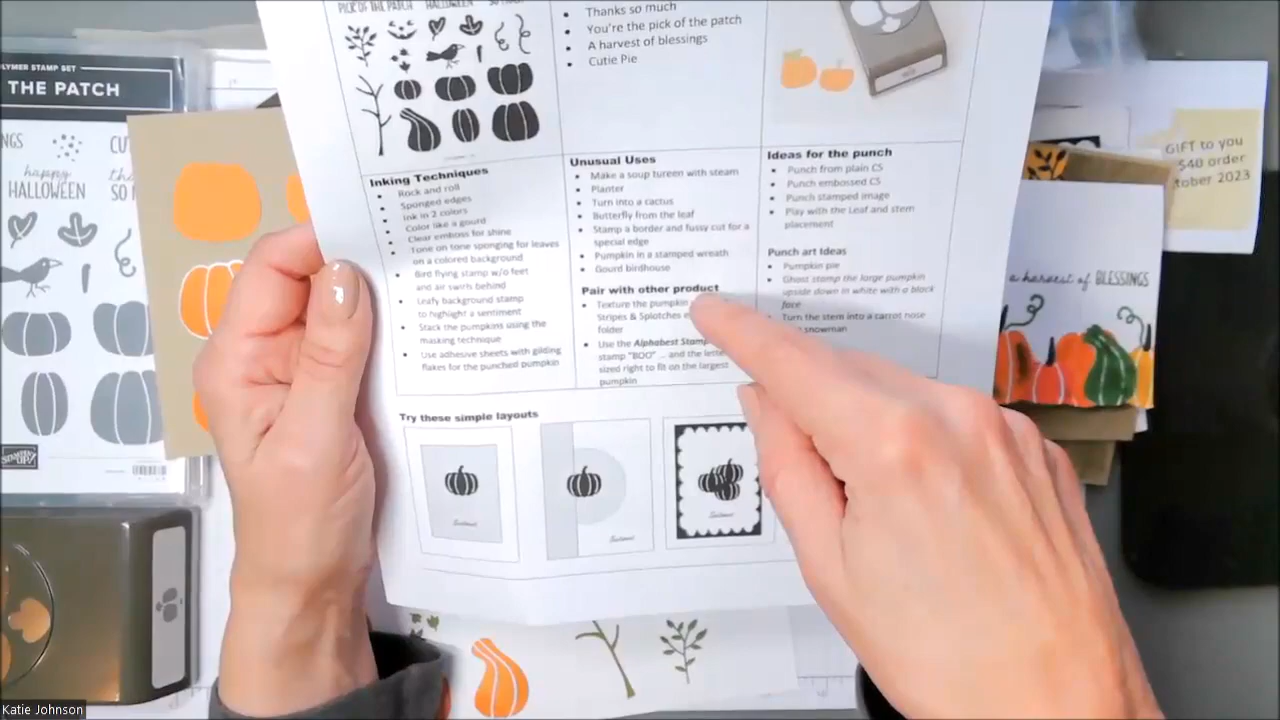 PICK OF THE PATCH HALLOWEEN
Thanks so much
You're the pick of the patch
A harvest of blessings
Cutie Pie
Inking Techniques
Rock and roll
Sponged edges
Ink in 2 colors
Color like a gourd
Clear emboss for shine
Tone on tone sponging for leaves
on a colored background
Bird flying stamp w/o feet
and air swirls behind
Leafy background stamp
to highlight a sentiment
Stack the pumpkins using the
masking technique
Use adhesive sheets with gilding
flakes for the punched pumpkin
Unusual Uses
Make a soup tureen with steam
Planter
Turn into a cactus
Butterfly from the leaf
Stamp a border and fussy cut for a
special edge
Pumpkin in a stamped wreath
Gourd birdhouse
Pair with other product
Texture the pumpkin
Stripes & Splotches
folder
Use the Alphabest Stamp
stamp "BOO" ... and the
sized right to fit on the largest
pumpkin
Ideas for the punch
Punch from plain CS
Punch embossed CS
Punch stamped image
Play with the Leaf and stem
placement
Punch art Ideas
Pumpkin pie
Ghost stamp the large pumpkin
upside down in white with a black
face
Turn the stem into a carrot nose
snowman
Try these simple layouts
Sentiment
Sentiment
Sentiment
LYMER STAMP SET
THE PATCH
NGS
happy
HALLOWEEN
STAMPIN' UP!
GIFT to you
$40 order
tober 2023
a harvest of BLESSINGS
Katie Johnson